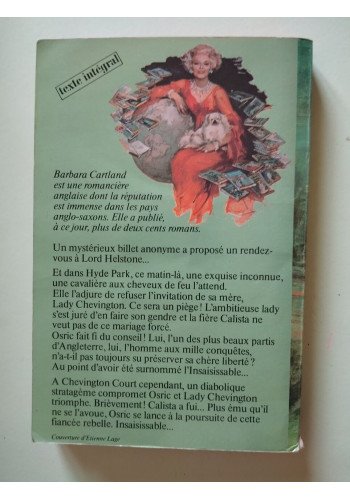 texte intégral
Barbara Cartland
est une romancière
anglaise dont la réputation
est immense dans les pays
anglo-saxons. Elle a publié,
à ce jour, plus de deux cents romans.
Un mystérieux billet anonyme a proposé un rendez-
vous à Lord Helstone...
Et dans Hyde Park, ce matin-là, une exquise inconnue,
une cavalière aux cheveux de feu l'attend.
Elle l'adjure de refuser l'invitation de sa mère,
Lady Chevington. Ce sera un piège! L'ambitieuse lady
s'est juré d'en faire son gendre et la fière Calista ne
veut pas de ce mariage forcé.
Osric fait fi du conseil! Lui, l'un des plus beaux partis
d'Angleterre, lui, l'homme aux mille conquêtes,
n'a-t-il pas toujours su préserver sa chère liberté?
Au point d'avoir été surnommé l'Insaisissable...
A Chevington Court cependant, un diabolique
stratagème compromet Osric et Lady Chevington
triomphe. Brièvement! Calista a fui... Plus ému qu'il
ne se l'avoue, Osric se lance à la poursuite de cette
fiancée rebelle. Insaisissable...
Couverture d'Etienne Lage